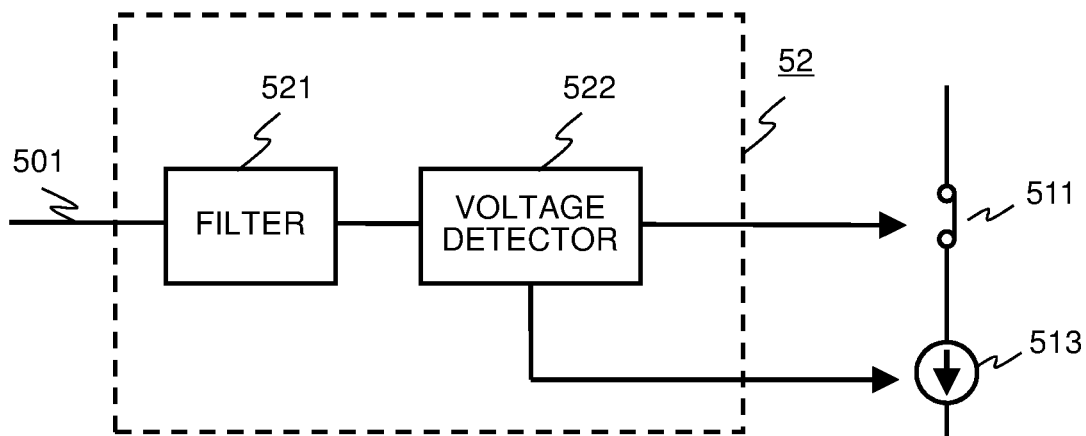 52
521
522
501
511
FILTER
VOLTAGE
DETECTOR
513